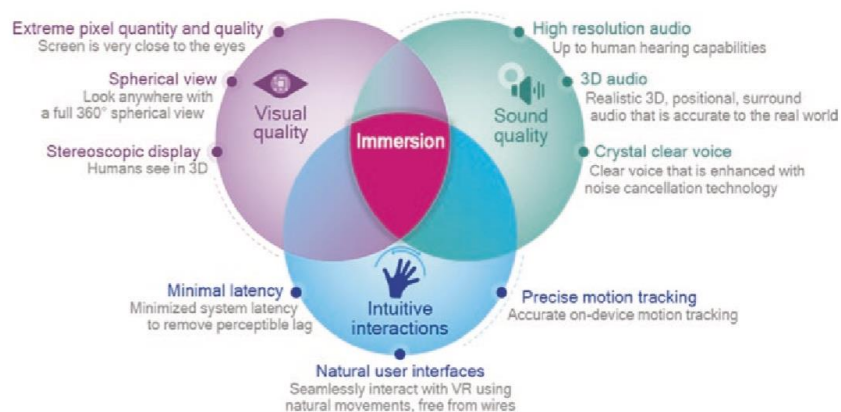 Extreme pixel quantity and quality
Screen is very close to the eyes
Spherical view
Look anywhere with
a full 360° spherical view
Stereoscopic display
Humans see in 3D
Visual
quality
Immersion
Sound
quality
High resolution audio
Up to human hearing capabilities
3D audio
Realistic 3D, positional, surround
audio that is accurate to the real world
Crystal clear voice
Clear voice that is enhanced with
noise cancellation technology
Minimal latency
Minimized system latency
to remove perceptible lag
Intuitive
interactions
Precise motion tracking
Accurate on-device motion tracking
Natural user interfaces
Seamlessly interact with VR using
natural movements, free from wires